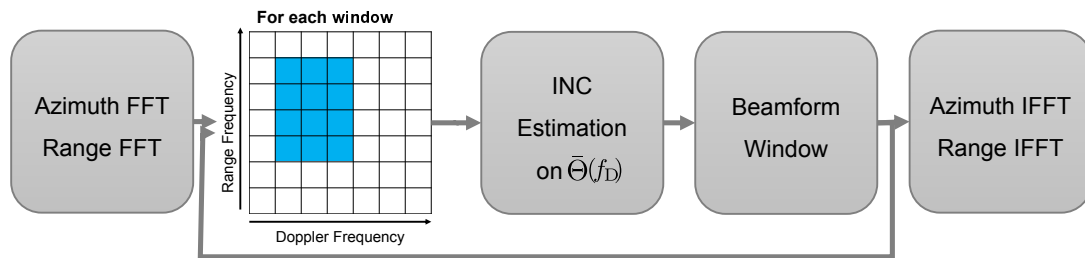 For each window
Azimuth FFT
Range FFT
Range Frequency
Doppler Frequency
INC
Estimation
on Θ̄(f_D)
Beamform
Window
Azimuth IFFT
Range IFFT